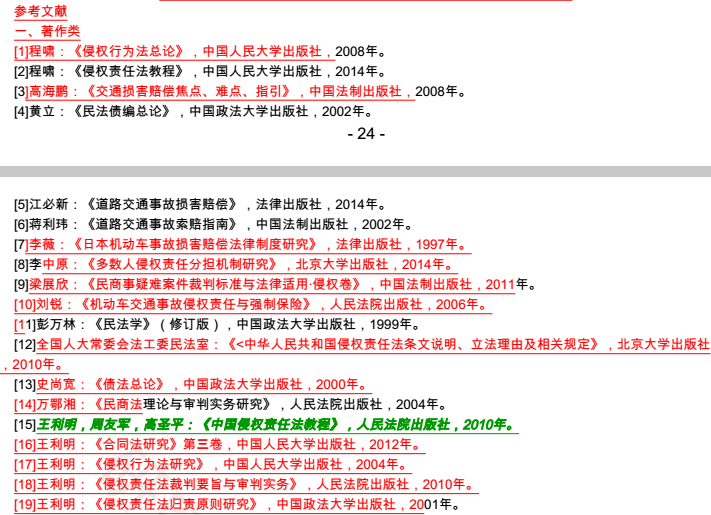 参考文献
一、著作类
[1]程啸：《侵权行为法总论》，中国人民大学出版社，2008年。
[2]程啸：《侵权责任法教程》，中国人民大学出版社，2014年。
[3]高海鹏：《交通损害赔偿焦点、难点、指引》，中国法制出版社，2008年。
[4]黄立：《民法债编总论》，中国政法大学出版社，2002年。
- 24 -
[5]江必新：《道路交通事故损害赔偿》，法律出版社，2014年。
[6]蒋利玮：《道路交通事故索赔指南》，中国法制出版社，2002年。
[7]李薇：《日本机动车事故损害赔偿法律制度研究》，法律出版社，1997年。
[8]李中原：《多数人侵权责任分担机制研究》，北京大学出版社，2014年。
[9]梁展欣：《民商事疑难案件裁判标准与法律适用·侵权卷》，中国法制出版社，2011年。
[10]刘锐：《机动车交通事故侵权责任与强制保险》，人民法院出版社，2006年。
[11]彭万林：《民法学》（修订版），中国政法大学出版社，1999年。
[12]全国人大常委会法工委民法室：《<中华人民共和国侵权责任法条文说明、立法理由及相关规定》，北京大学出版社
，2010年。
[13]史尚宽：《债法总论》，中国政法大学出版社，2000年。
[14]万鄂湘：《民商法理论与审判实务研究》，人民法院出版社，2004年。
[15]王利明，周友军，高圣平：《中国侵权责任法教程》，人民法院出版社，2010年。
[16]王利明：《合同法研究》第三卷，中国人民大学出版社，2012年。
[17]王利明：《侵权行为法研究》，中国人民大学出版社，2004年。
[18]王利明：《侵权责任法裁判要旨与审判实务》，人民法院出版社，2010年。
[19]王利明：《侵权责任法归责原则研究》，中国政法大学出版社，2001年。